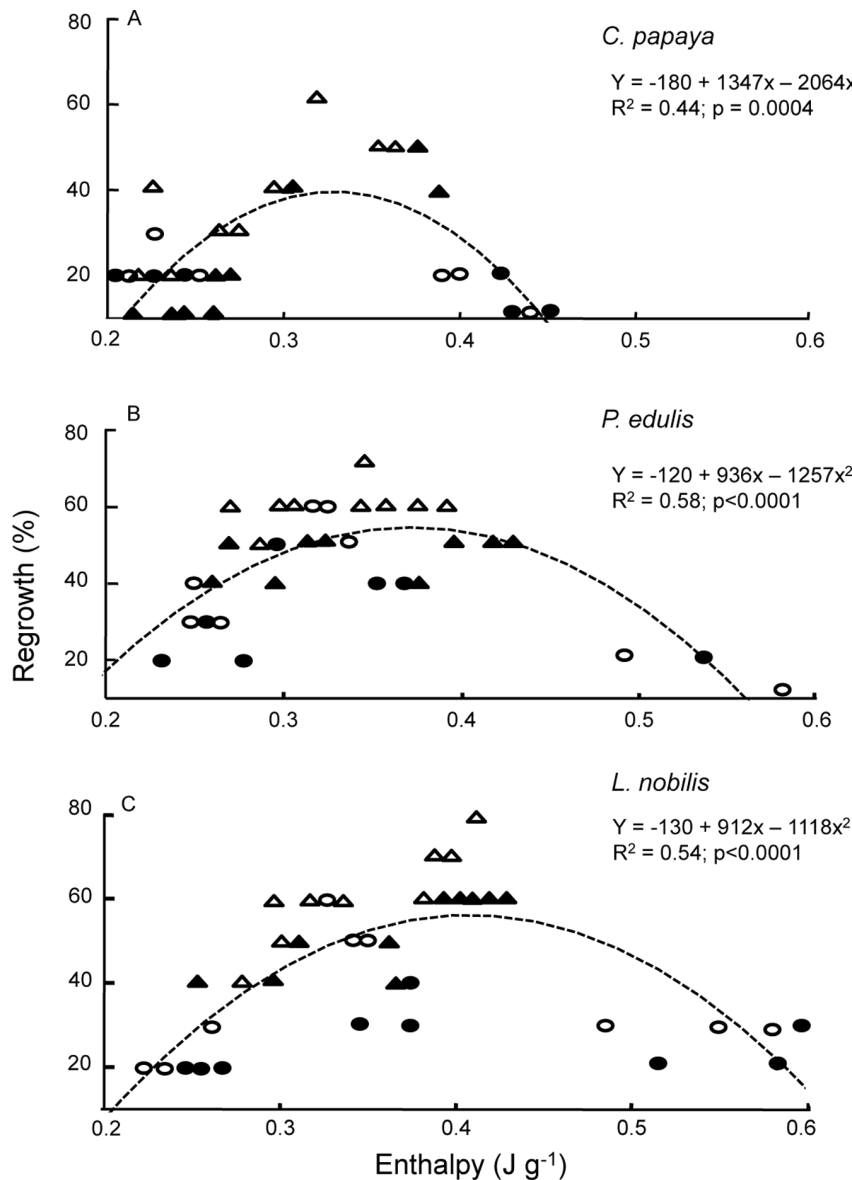 A
C. papaya
Y = -180 + 1347x – 2064x
R² = 0.44; p = 0.0004
80
60
40
20
0.2 0.3 0.4 0.5 0.6
B
P. edulis
Y = -120 + 936x – 1257x²
R² = 0.58; p<0.0001
80
60
40
20
0.2 0.3 0.4 0.5 0.6
Regrowth (%)
C
L. nobilis
Y = -130 + 912x – 1118x²
R² = 0.54; p<0.0001
80
60
40
20
0.2 0.3 0.4 0.5 0.6
Enthalpy (J g⁻¹)